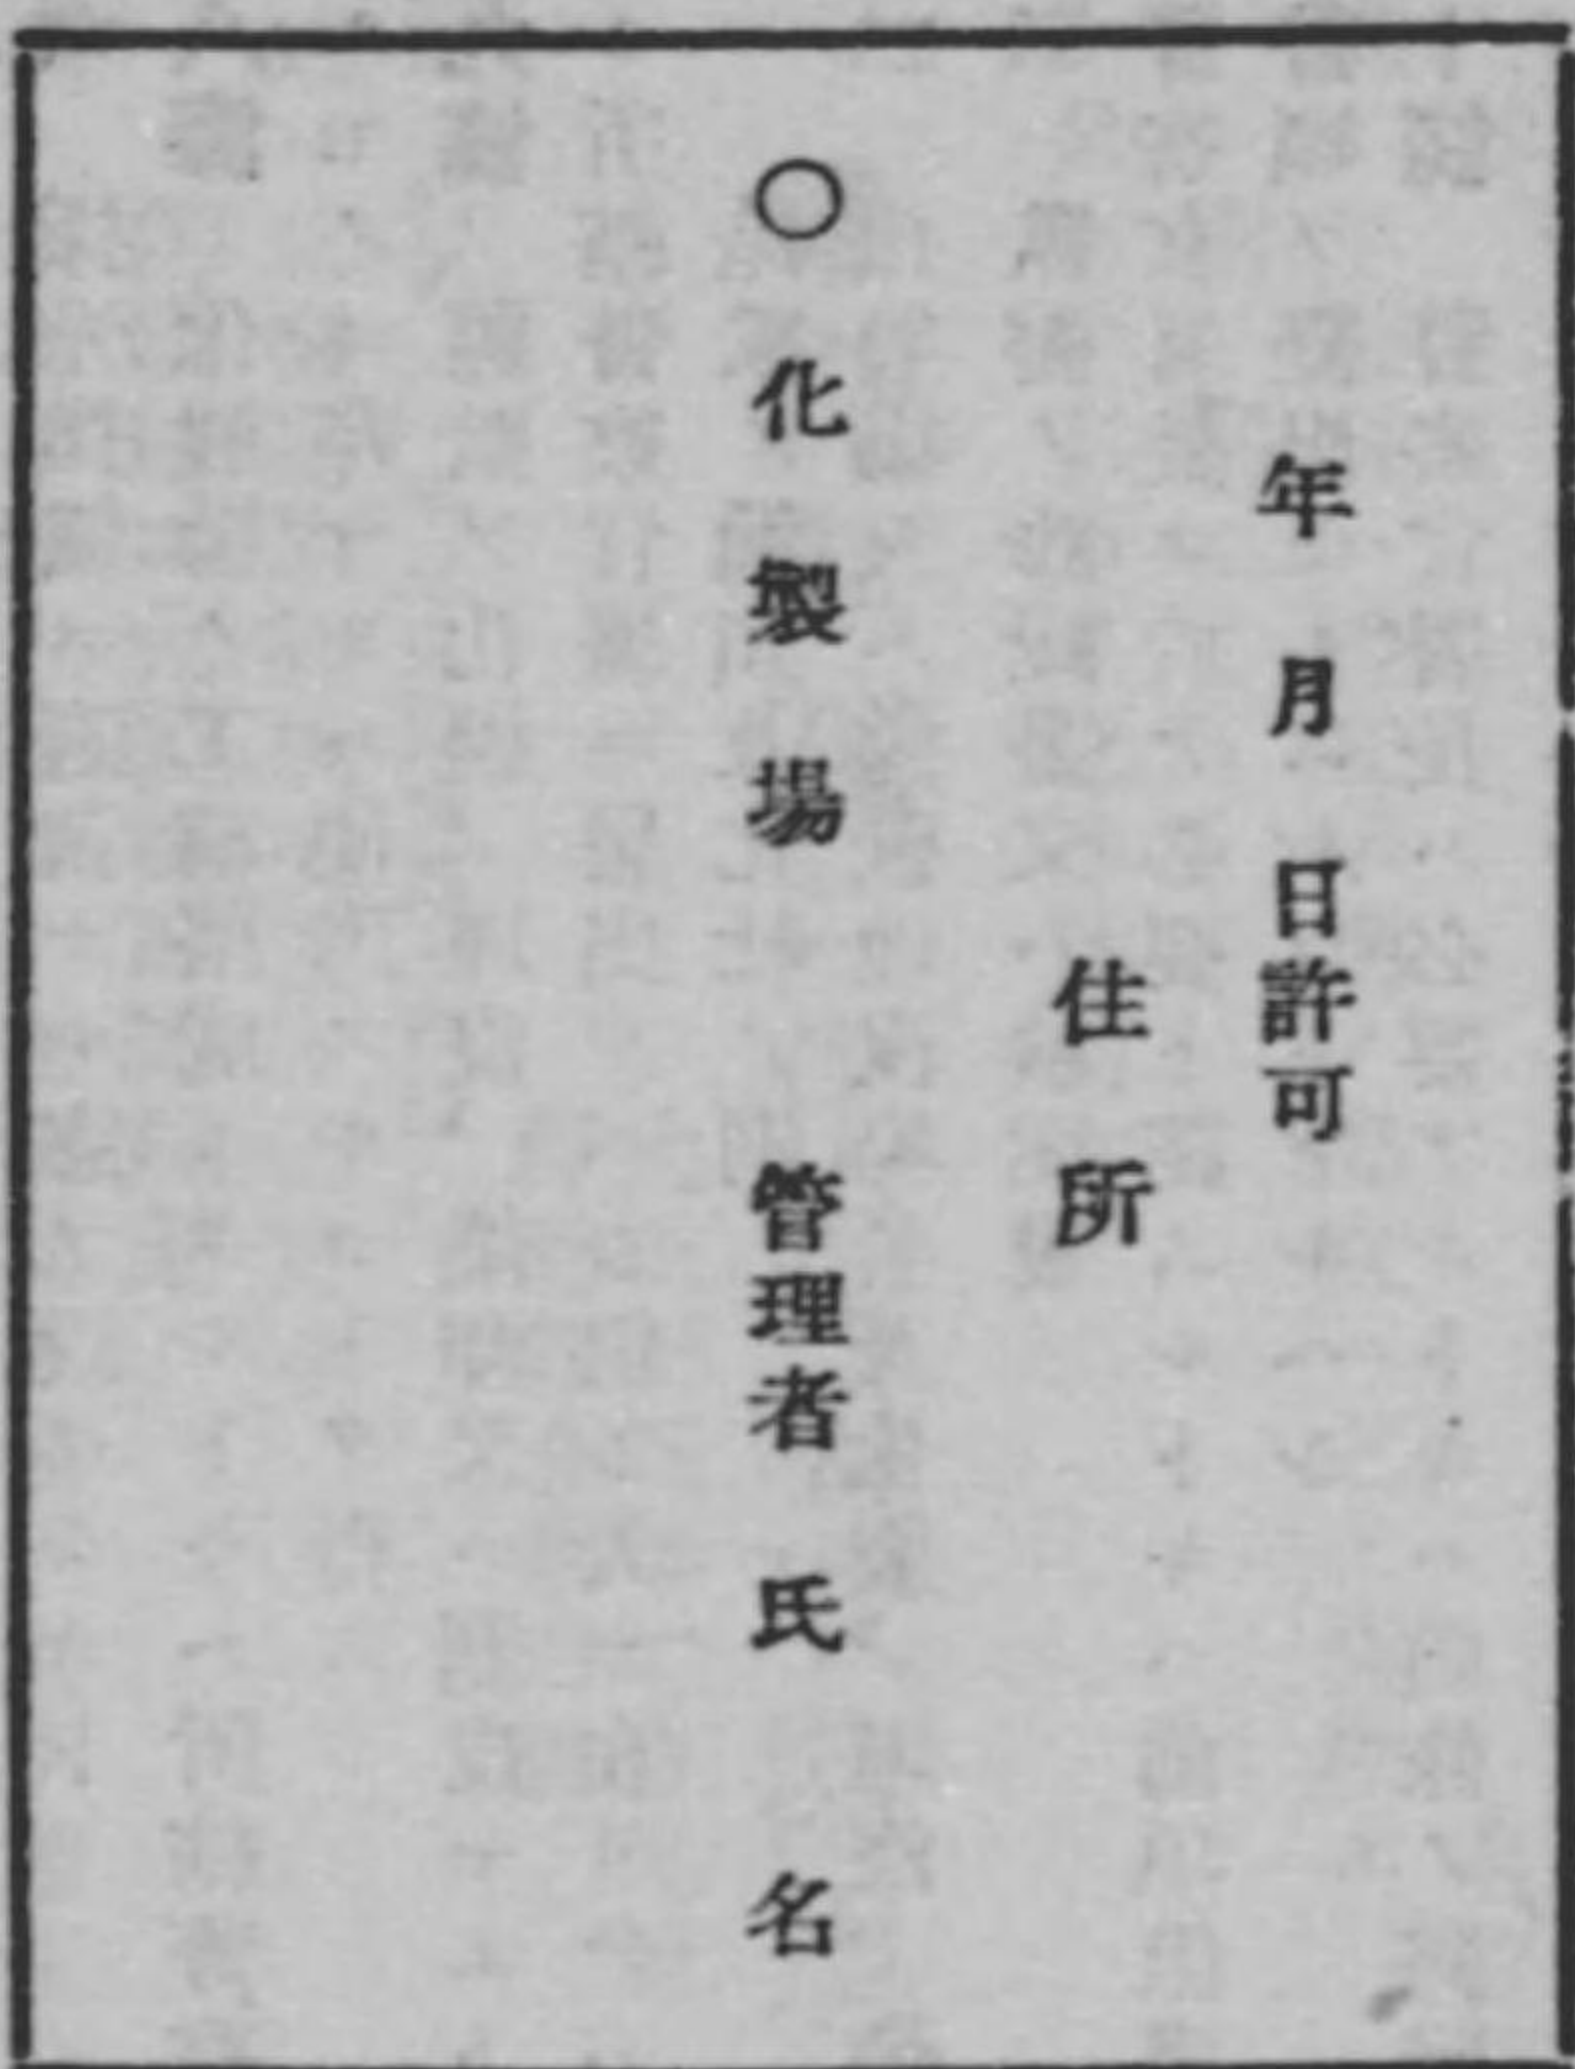 年　月　日許可
住　所
〇　化　製　場　　　管理者　氏　　名